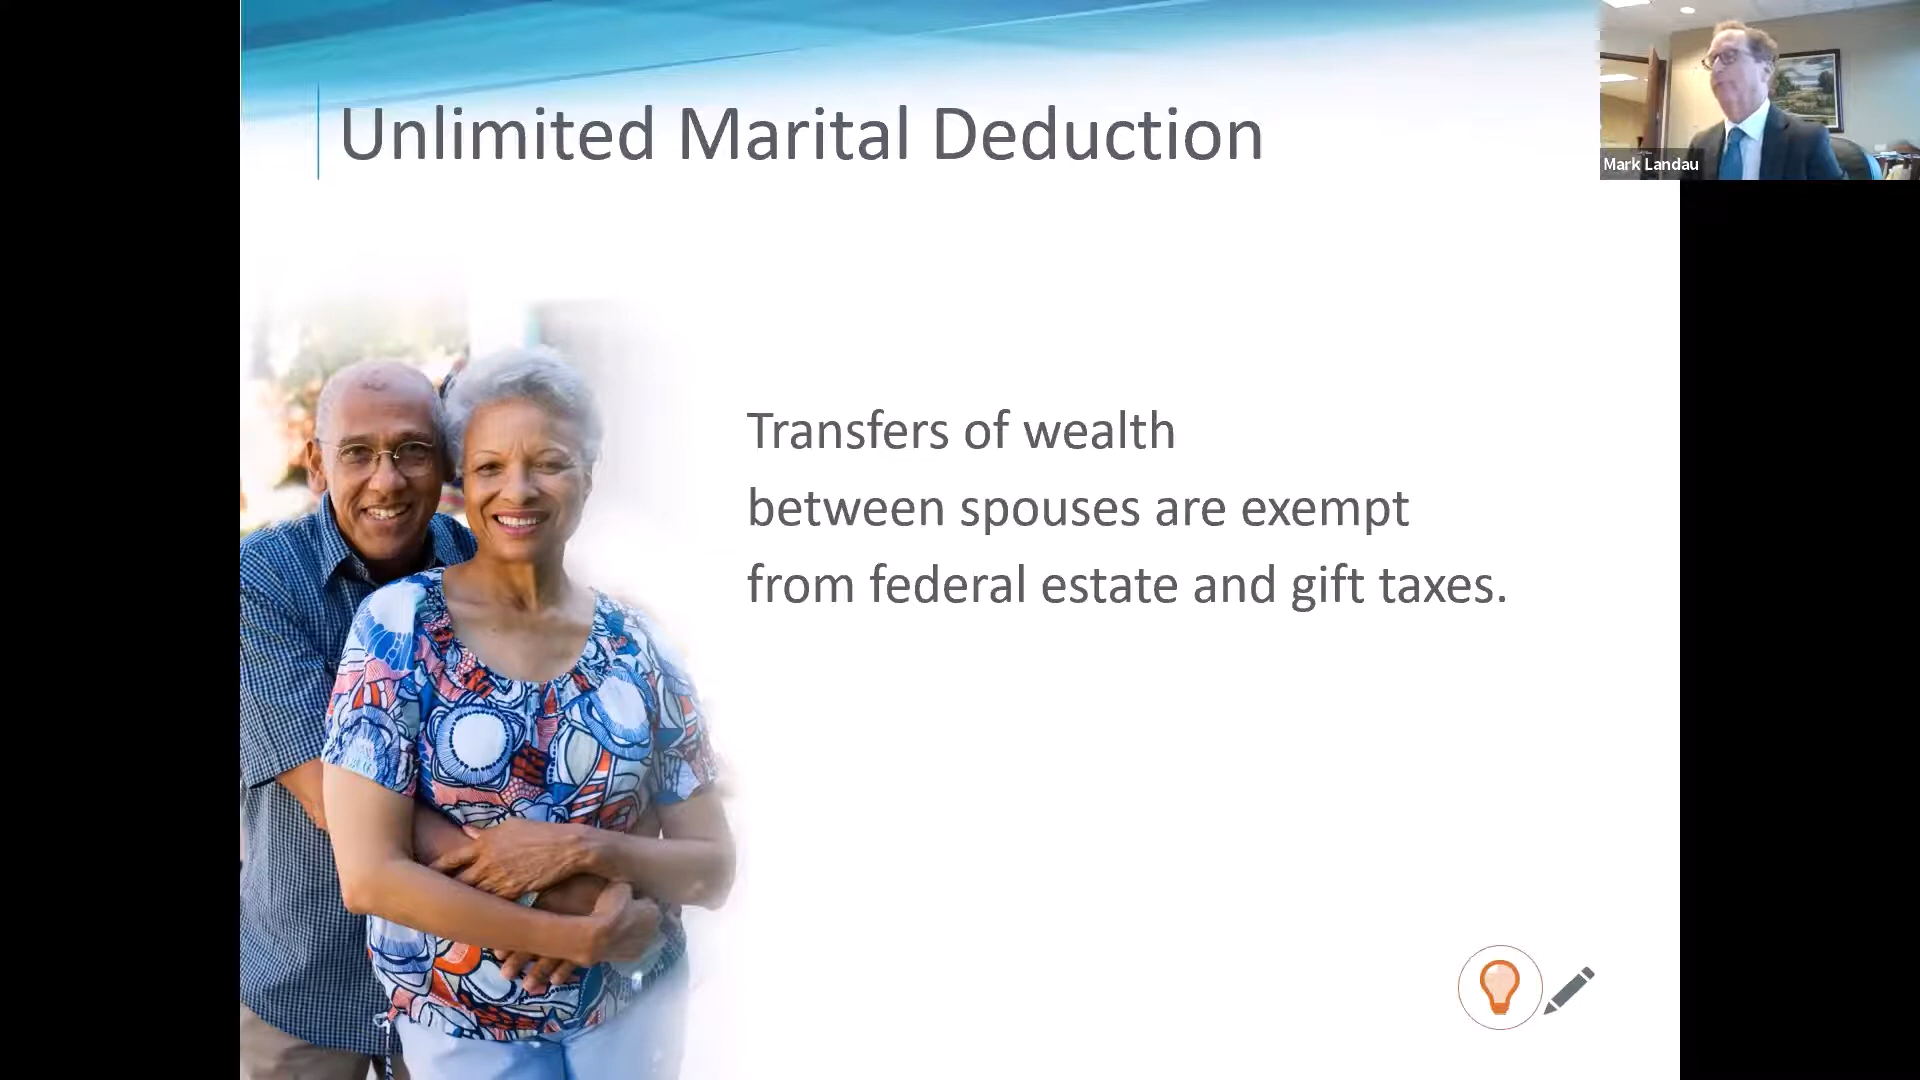 Unlimited Marital Deduction
Mark Landau
Transfers of wealth
between spouses are exempt
from federal estate and gift taxes.